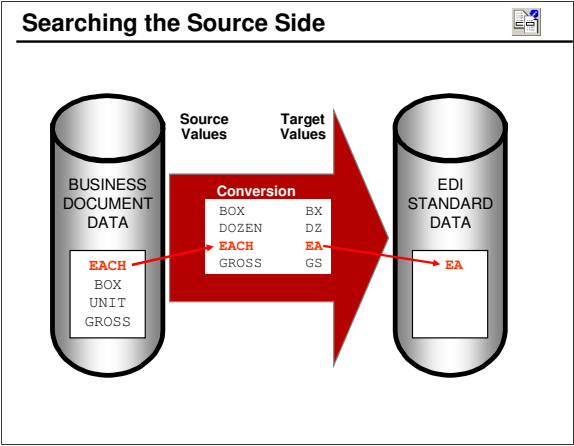 Searching the Source Side
Source
Values
Target
Values
BUSINESS
DOCUMENT
DATA
EACH
BOX
UNIT
GROSS
Conversion
BOX BX
DOZEN DZ
EACH EA
GROSS GS
EDI
STANDARD
DATA
EA